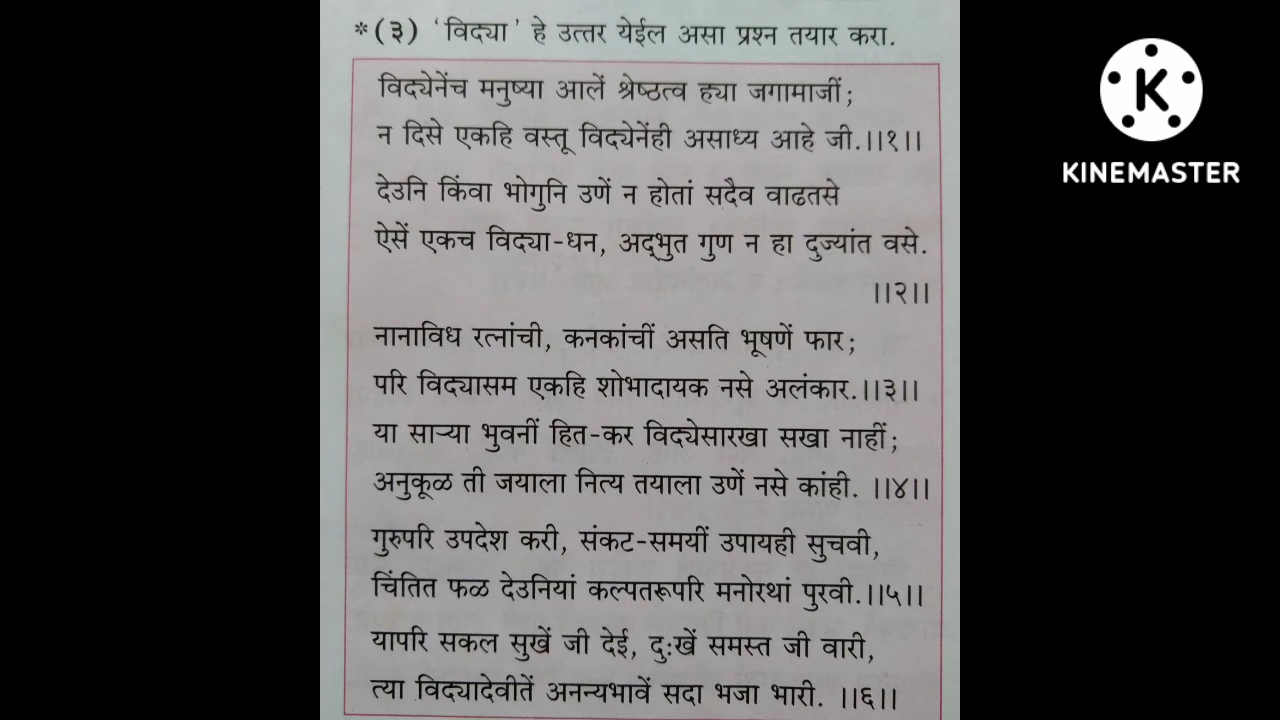 *(३) 'विद्या' हे उत्तर येईल असा प्रश्न तयार करा.
विद्येनेंच मनुष्या आलें श्रेष्ठत्व ह्या जगामाजीं;
न दिसे एकहि वस्तू विद्येनेंही असाध्य आहे जी.।।१।।
देउनि किंवा भोगुनि उणें न होतां सदैव वाढतसे
ऐसें एकच विद्या-धन, अद्‌भुत गुण न हा दुज्यांत वसे.
।।२।।
नानाविध रत्नांची, कनकांचीं असति भूषणें फार;
परि विद्यासम एकहि शोभादायक नसे अलंकार.।।३।।
या साऱ्या भुवनीं हित-कर विद्येसारखा सखा नाहीं;
अनुकूळ ती जयाला नित्य तयाला उणें नसे कांही. ।।४।।
गुरुपरि उपदेश करी, संकट-समयीं उपायही सुचवी,
चिंतित फळ देउनियां कल्पतरूपरि मनोरथां पुरवी.।।५।।
यापरि सकल सुखें जी देई, दुःखें समस्त जी वारी,
त्या विद्यादेवीतें अनन्यभावें सदा भजा भारी. ।।६।।
K
KINEMASTER